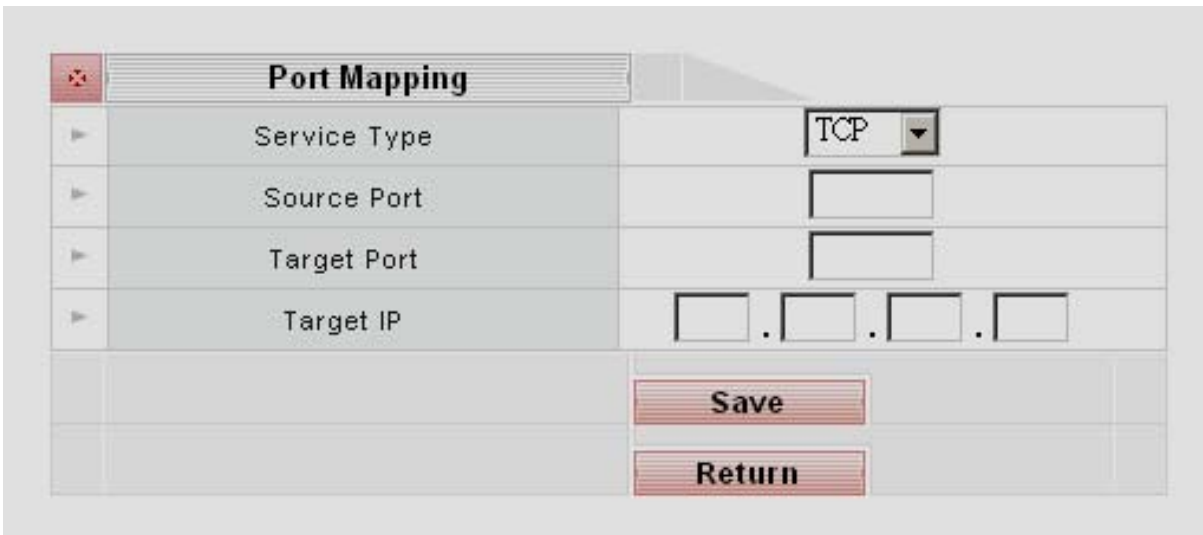 Port Mapping
Service Type TCP
Source Port
Target Port
Target IP . . .
Save
Return